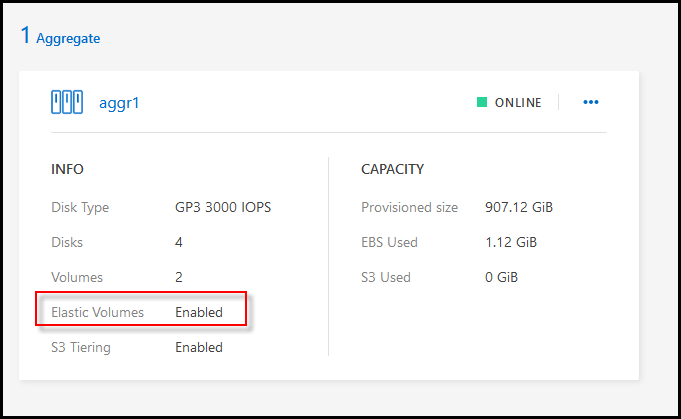 1 Aggregate
aggr1
ONLINE
INFO
Disk Type GP3 3000 IOPS
Disks 4
Volumes 2
Elastic Volumes Enabled
S3 Tiering Enabled
CAPACITY
Provisioned size 907.12 GiB
EBS Used 1.12 GiB
S3 Used 0 GiB